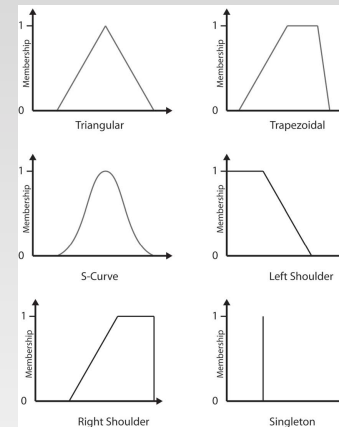 1
Membership
0
Triangular
1
Membership
0
Trapezoidal
1
Membership
0
S-Curve
1
Membership
0
Left Shoulder
1
Membership
0
Right Shoulder
1
Membership
0
Singleton